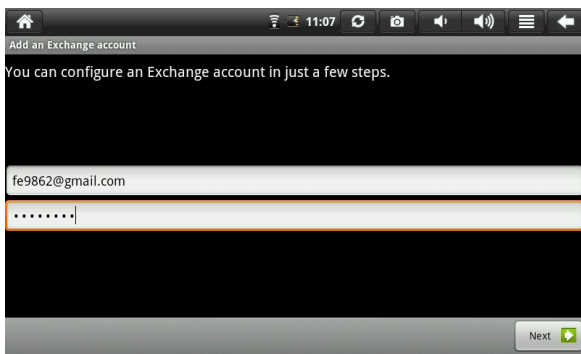 11:07
Add an Exchange account
You can configure an Exchange account in just a few steps.
fe9862@gmail.com
••••••••
Next